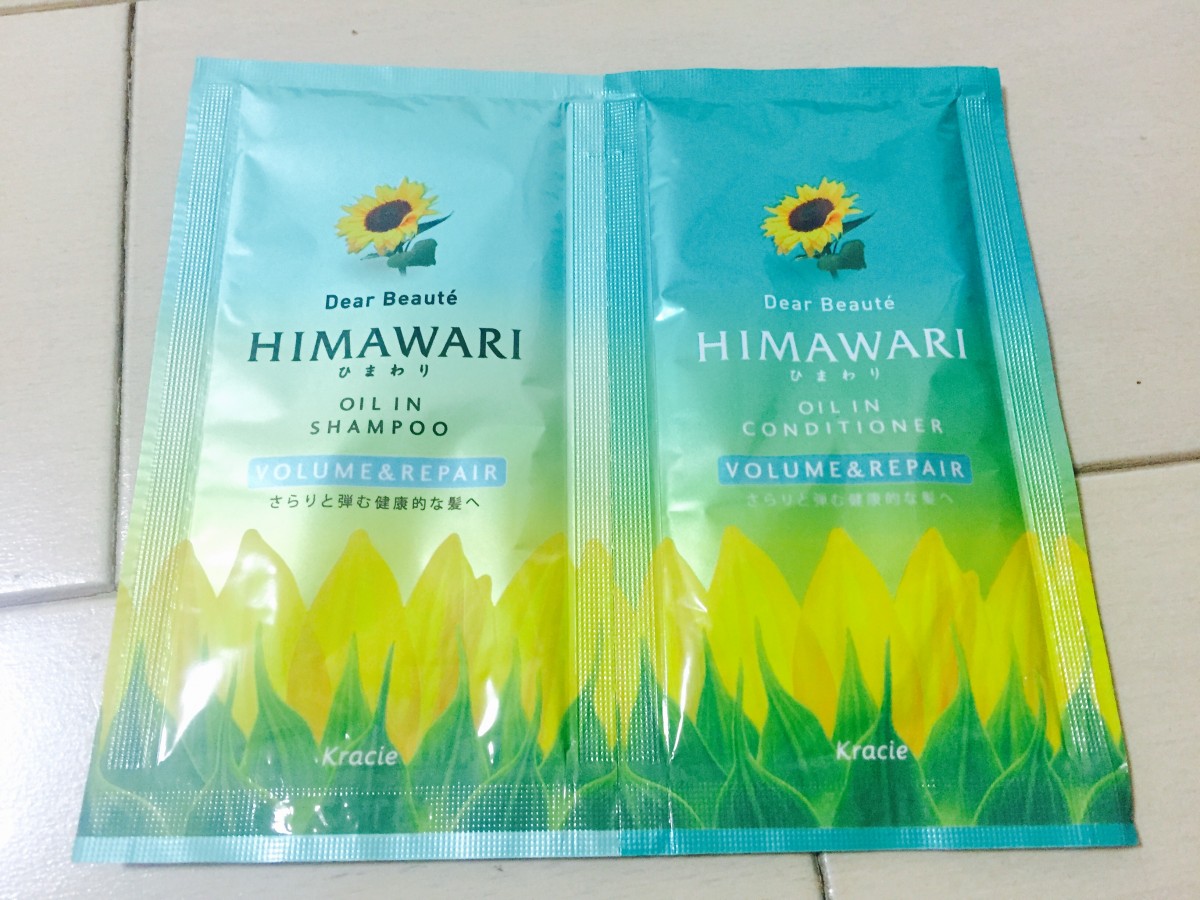 Dear Beauté
HIMAWARI
ひまわり
OIL IN
SHAMPOO
VOLUME&REPAIR
さらりと弾む健康的な髪へ
Kracie
Dear Beauté
HIMAWARI
ひまわり
OIL IN
CONDITIONER
VOLUME&REPAIR
さらりと弾む健康的な髪へ
Kracie